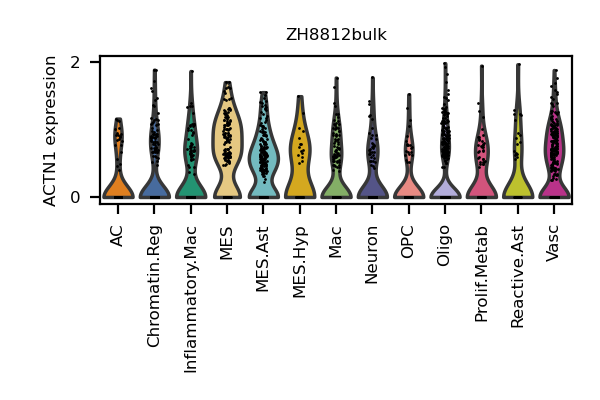 ZH8812bulk
ACTN1 expression
2
0
AC
Chromatin.Reg
Inflammatory.Mac
MES
MES.Ast
MES.Hyp
Mac
Neuron
OPC
Oligo
Prolif.Metab
Reactive.Ast
Vasc